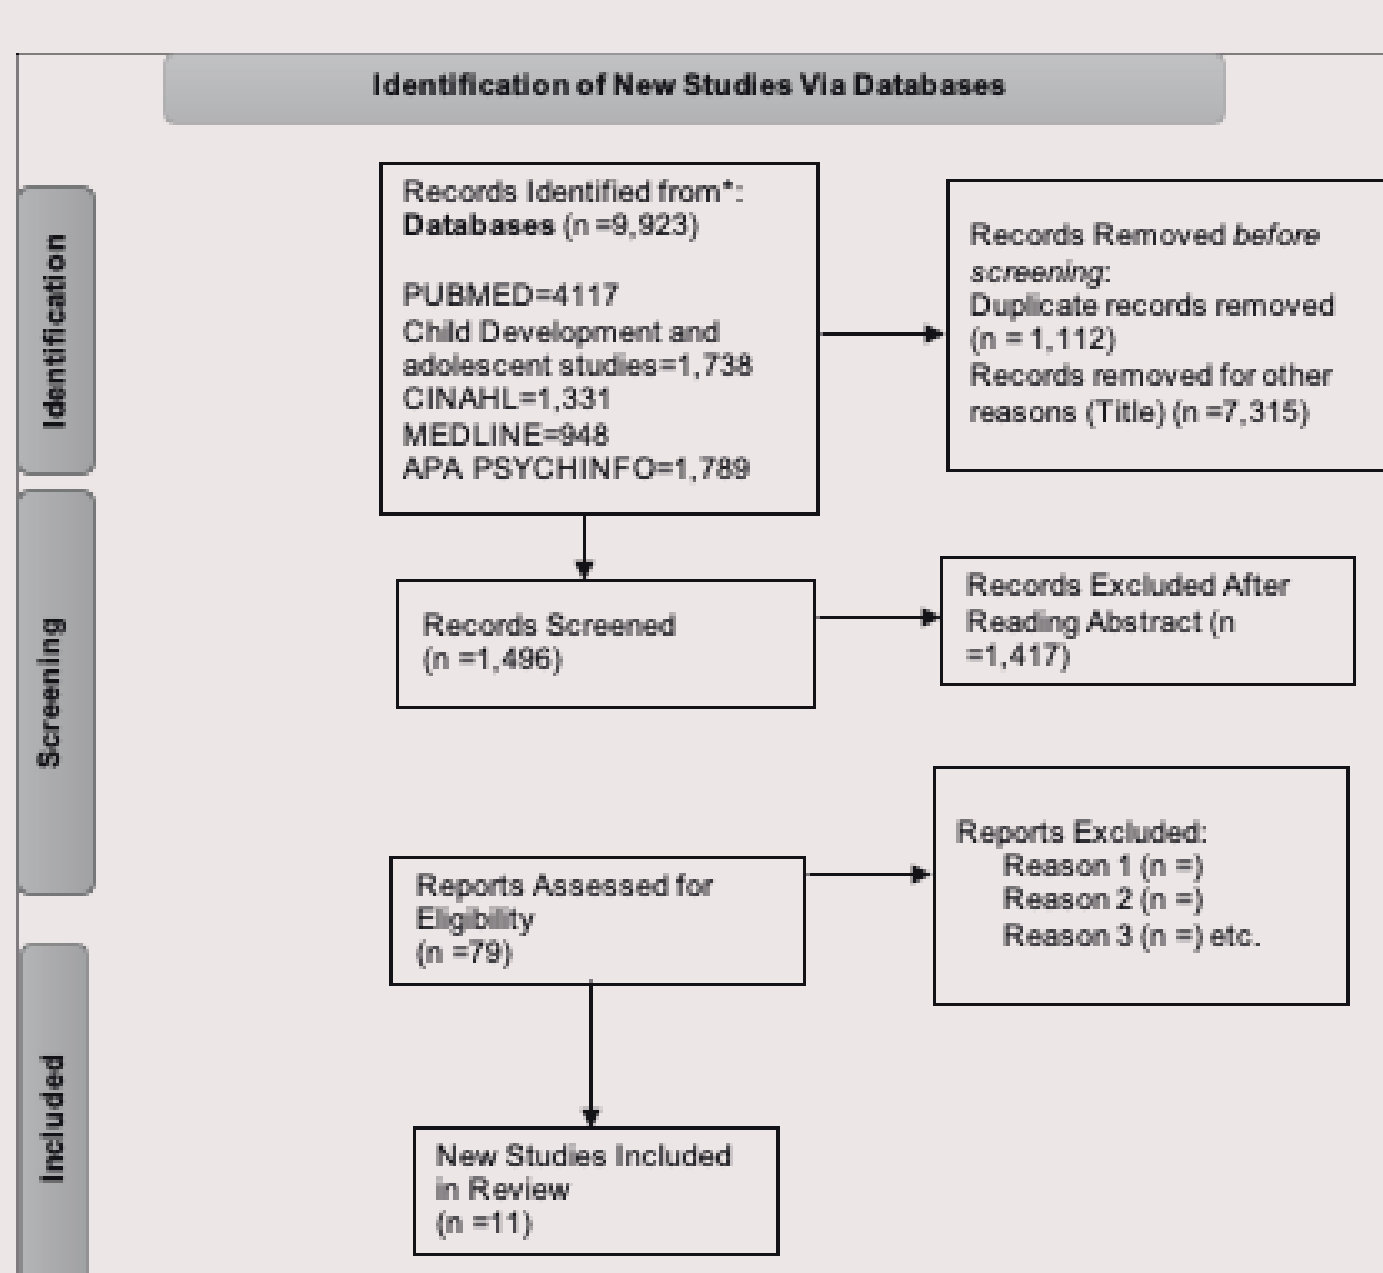 Identification of New Studies Via Databases
Identification
Records Identified from*:
Databases (n =9,923)
PUBMED=4117
Child Development and
adolescent studies=1,738
CINAHL=1,331
MEDLINE=948
APA PSYCHINFO=1,789
Records Removed before
screening:
Duplicate records removed
(n = 1,112)
Records removed for other
reasons (Title) (n =7,315)
Screening
Records Screened
(n =1,496)
Records Excluded After
Reading Abstract (n
=1,417)
Reports Assessed for
Eligibility
(n =79)
Reports Excluded:
Reason 1 (n =)
Reason 2 (n =)
Reason 3 (n =) etc.
Included
New Studies Included
in Review
(n =11)